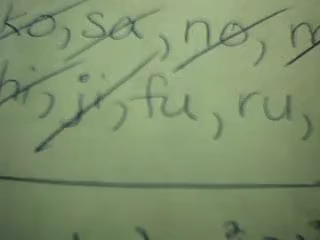 ko, sa, no,
hi, ji, fu, ru,